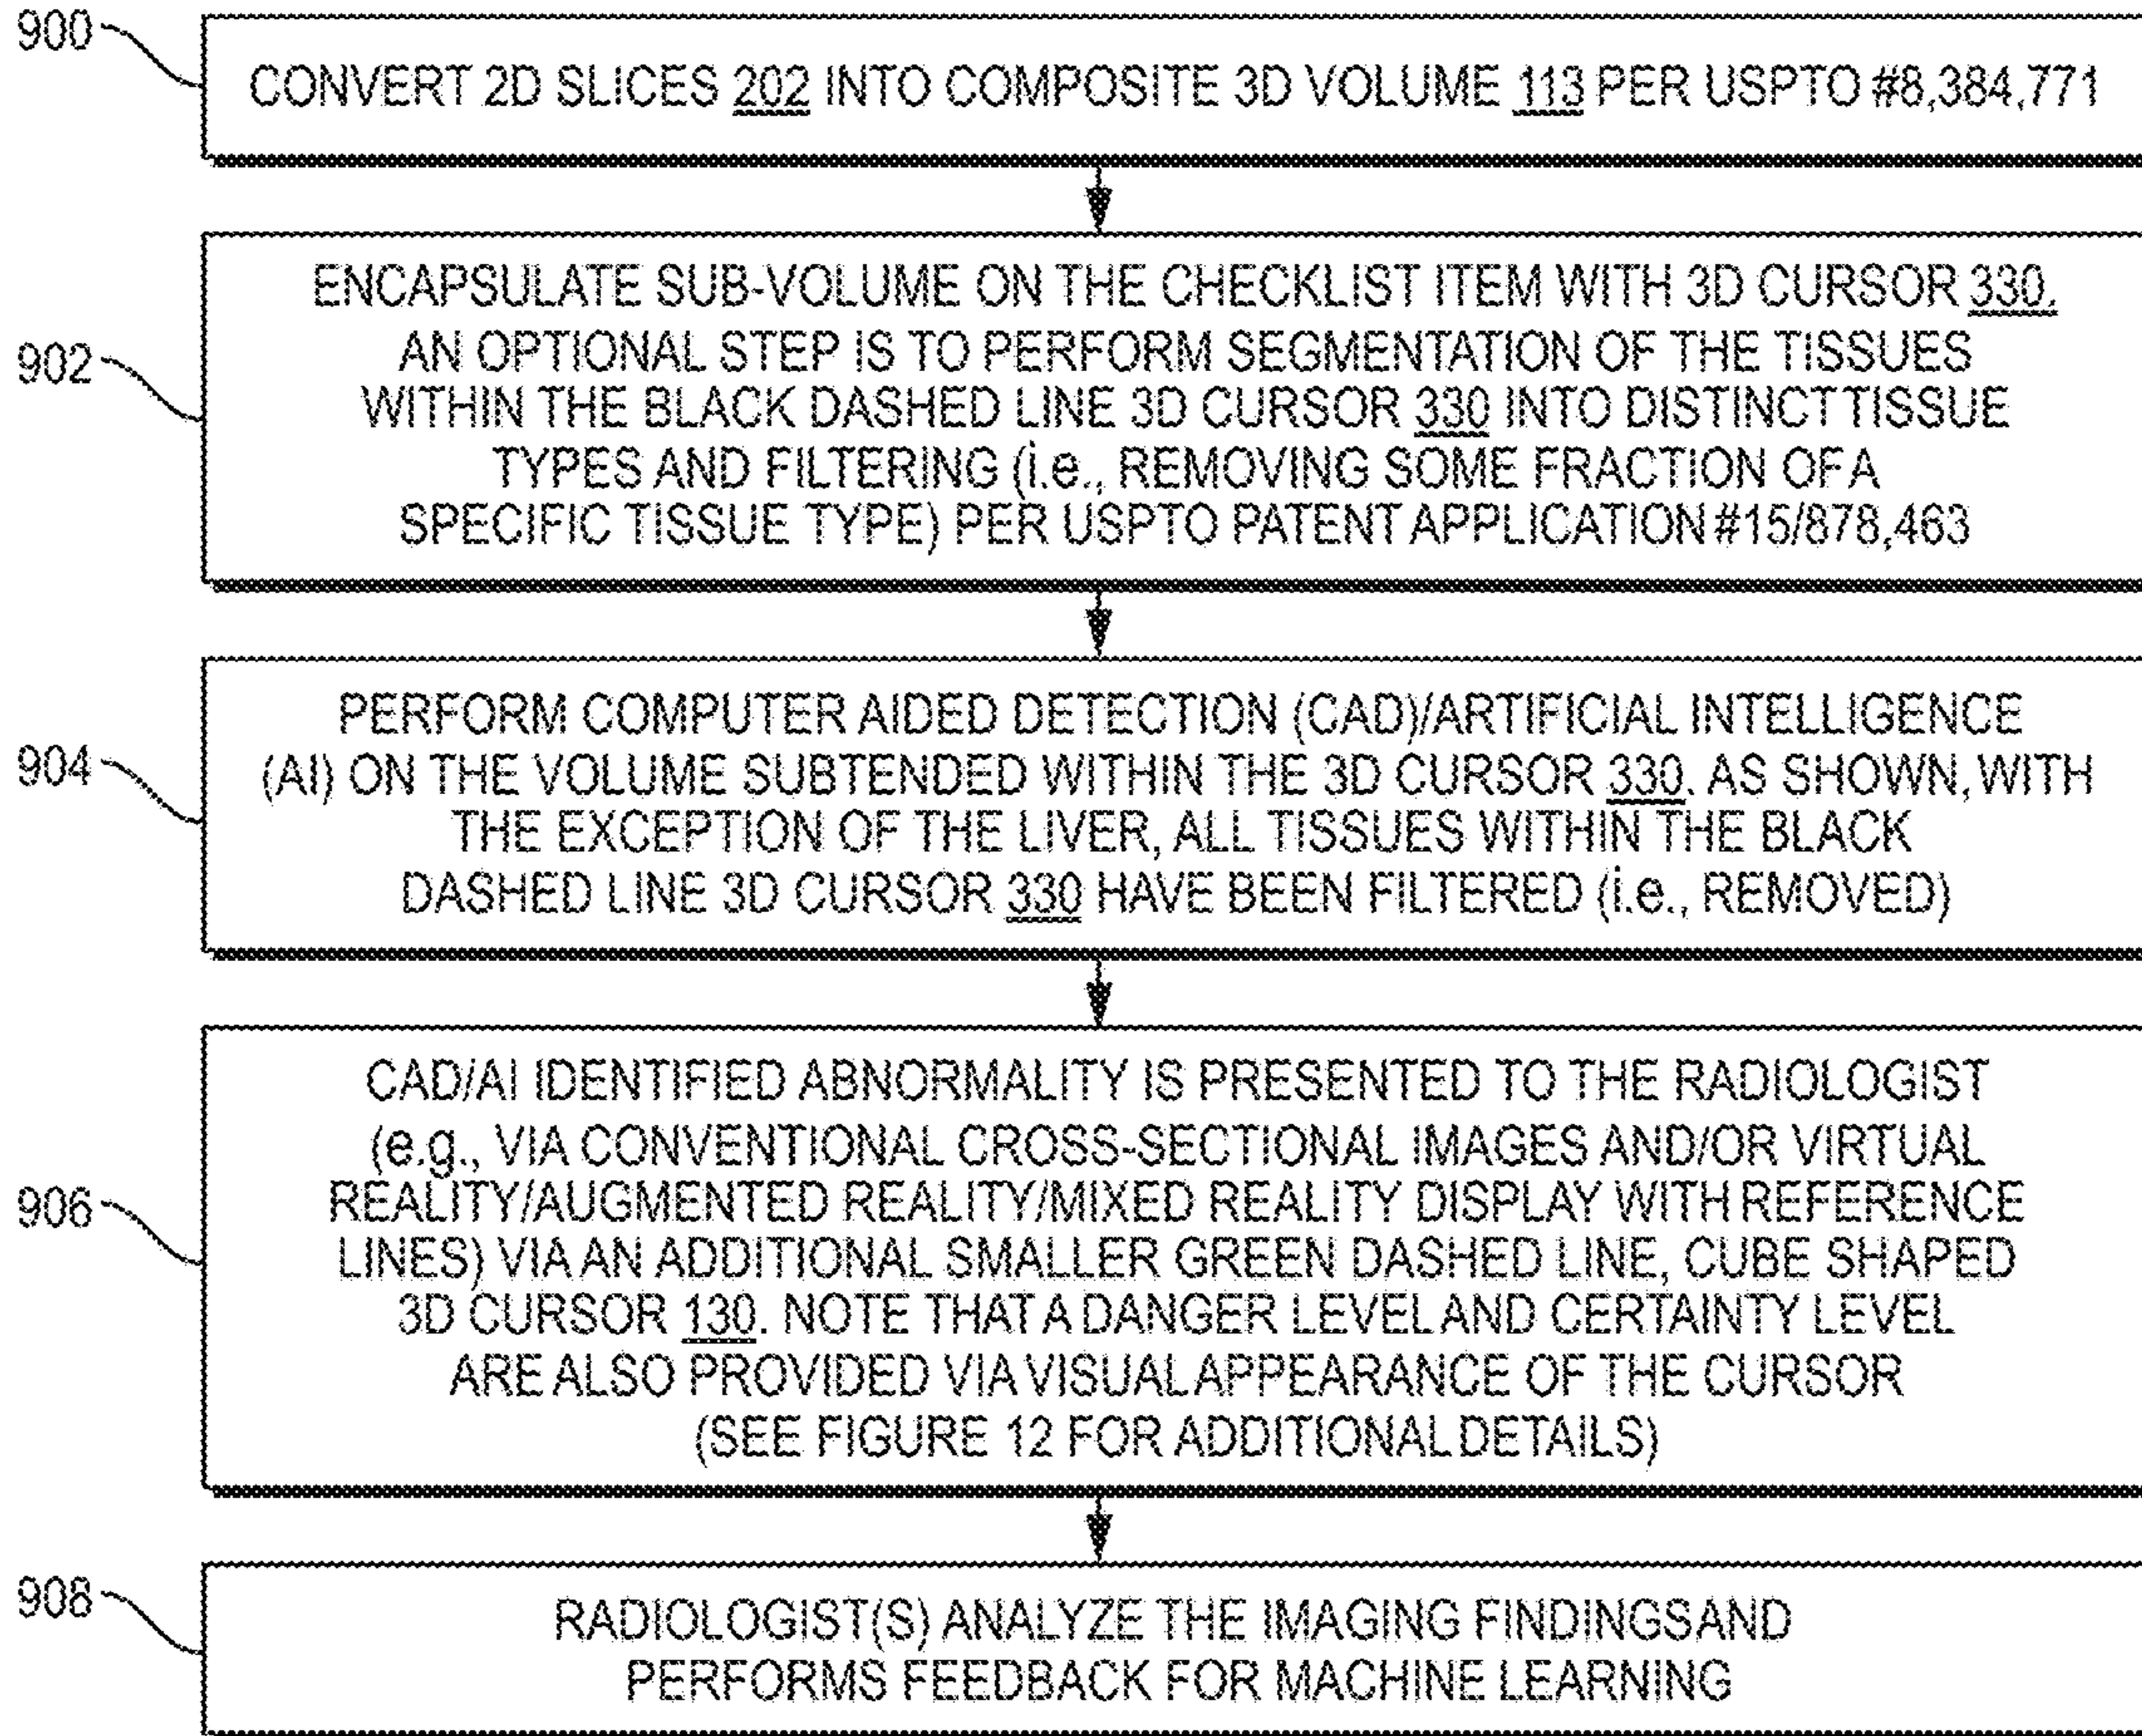 900
CONVERT 2D SLICES 202 INTO COMPOSITE 3D VOLUME 113 PER USPTO #8,384,771
902
ENCAPSULATE SUB-VOLUME ON THE CHECKLIST ITEM WITH 3D CURSOR 330.
AN OPTIONAL STEP IS TO PERFORM SEGMENTATION OF THE TISSUES
WITHIN THE BLACK DASHED LINE 3D CURSOR 330 INTO DISTINCT TISSUE
TYPES AND FILTERING (i.e., REMOVING SOME FRACTION OF A
SPECIFIC TISSUE TYPE) PER USPTO PATENT APPLICATION #15/878,463
904
PERFORM COMPUTER AIDED DETECTION (CAD)/ARTIFICIAL INTELLIGENCE
(AI) ON THE VOLUME SUBTENDED WITHIN THE 3D CURSOR 330. AS SHOWN, WITH
THE EXCEPTION OF THE LIVER, ALL TISSUES WITHIN THE BLACK
DASHED LINE 3D CURSOR 330 HAVE BEEN FILTERED (i.e., REMOVED)
906
CAD/AI IDENTIFIED ABNORMALITY IS PRESENTED TO THE RADIOLOGIST
(e.g., VIA CONVENTIONAL CROSS-SECTIONAL IMAGES AND/OR VIRTUAL
REALITY/AUGMENTED REALITY/MIXED REALITY DISPLAY WITH REFERENCE
LINES) VIA AN ADDITIONAL SMALLER GREEN DASHED LINE, CUBE SHAPED
3D CURSOR 130. NOTE THAT A DANGER LEVEL AND CERTAINTY LEVEL
ARE ALSO PROVIDED VIA VISUAL APPEARANCE OF THE CURSOR
(SEE FIGURE 12 FOR ADDITIONAL DETAILS)
908
RADIOLOGIST(S) ANALYZE THE IMAGING FINDINGS AND
PERFORMS FEEDBACK FOR MACHINE LEARNING